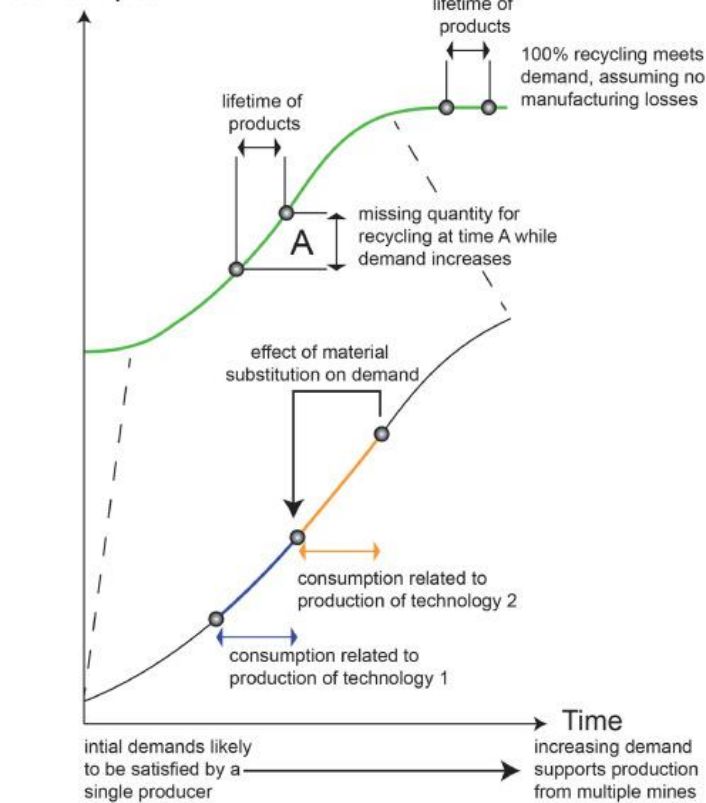 lifetime of
products
100% recycling meets
demand, assuming no
manufacturing losses
lifetime of
products
A
missing quantity for
recycling at time A while
demand increases
effect of material
substitution on demand
consumption related to
production of technology 2
consumption related to
production of technology 1
Time
intial demands likely
to be satisfied by a
single producer
increasing demand
supports production
from multiple mines